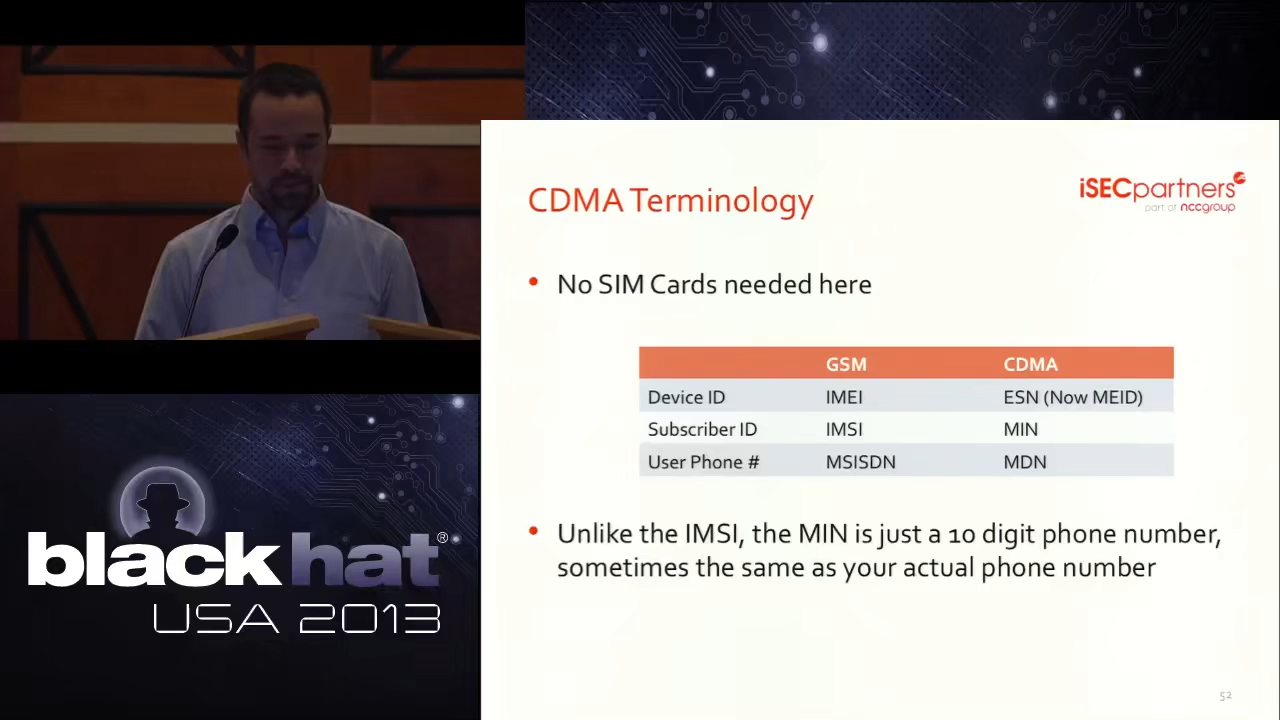 CDMA Terminology
iSECpartners
part of nccgroup
• No SIM Cards needed here
GSM CDMA
Device ID IMEI ESN (Now MEID)
Subscriber ID IMSI MIN
User Phone # MSISDN MDN
• Unlike the IMSI, the MIN is just a 10 digit phone number,
sometimes the same as your actual phone number
52
black hat®
USA 2013